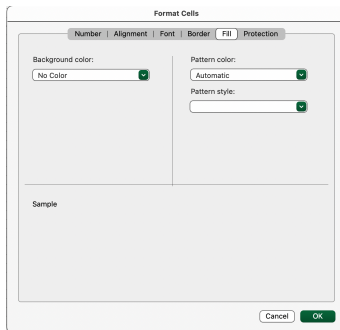 Format Cells
Number | Alignment | Font | Border Fill Protection
Background color:
No Color
Pattern color:
Automatic
Pattern style:
Sample
Cancel OK